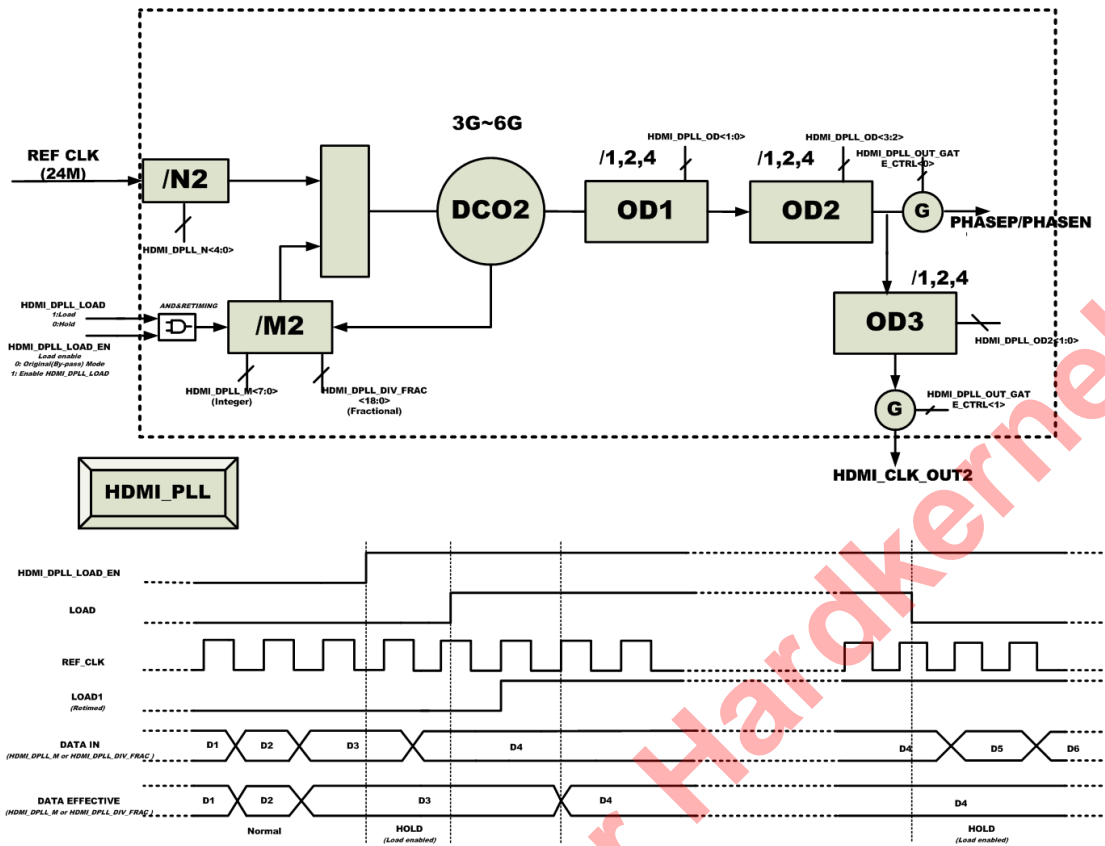 3G~6G
REF CLK
(24M)
/N2
HDMI_DPLL_N<4:0>
DCO2
/1,2,4
HDMI_DPLL_OD<1:0>
OD1
/1,2,4
HDMI_DPLL_OD<3:2>
OD2
HDMI_DPLL_OUT_GAT
E_CTRL<0>
G
PHASEP/PHASEN
HDMI_DPLL_LOAD
1:Load
0:Hold
HDMI_DPLL_LOAD_EN
Load enable
0: Original(By-pass) Mode
1: Enable HDMI_DPLL_LOAD
AND&RETIMING
/M2
HDMI_DPLL_M<7:0>
(Integer)
HDMI_DPLL_DIV_FRAC
<18:0>
(Fractional)
/1,2,4
OD3
HDMI_DPLL_OD2<1:0>
G
HDMI_DPLL_OUT_GAT
E_CTRL<1>
HDMI_CLK_OUT2
HDMI_PLL
HDMI_DPLL_LOAD_EN
LOAD
REF_CLK
LOAD1
(Retimed)
DATA IN
(HDMI_DPLL_M or HDMI_DPLL_DIV_FRAC )
D1 D2 D3 D4 D4 D5 D6
DATA EFFECTIVE
(HDMI_DPLL_M or HDMI_DPLL_DIV_FRAC )
D1 D2 D3 D4 D4
Normal
HOLD
(Load enabled)
HOLD
(Load enabled)
r Hardkernel